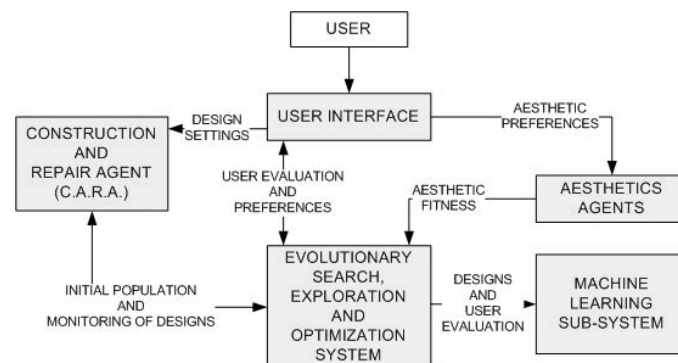 USER
USER INTERFACE
DESIGN
SETTINGS
AESTHETIC
PREFERENCES
CONSTRUCTION
AND
REPAIR AGENT
(C.A.R.A.)
USER EVALUATION
AND
PREFERENCES
AESTHETIC
FITNESS
AESTHETICS
AGENTS
INITIAL POPULATION
AND
MONITORING OF DESIGNS
EVOLUTIONARY
SEARCH,
EXPLORATION
AND
OPTIMIZATION
SYSTEM
DESIGNS
AND
USER
EVALUATION
MACHINE
LEARNING
SUB-SYSTEM